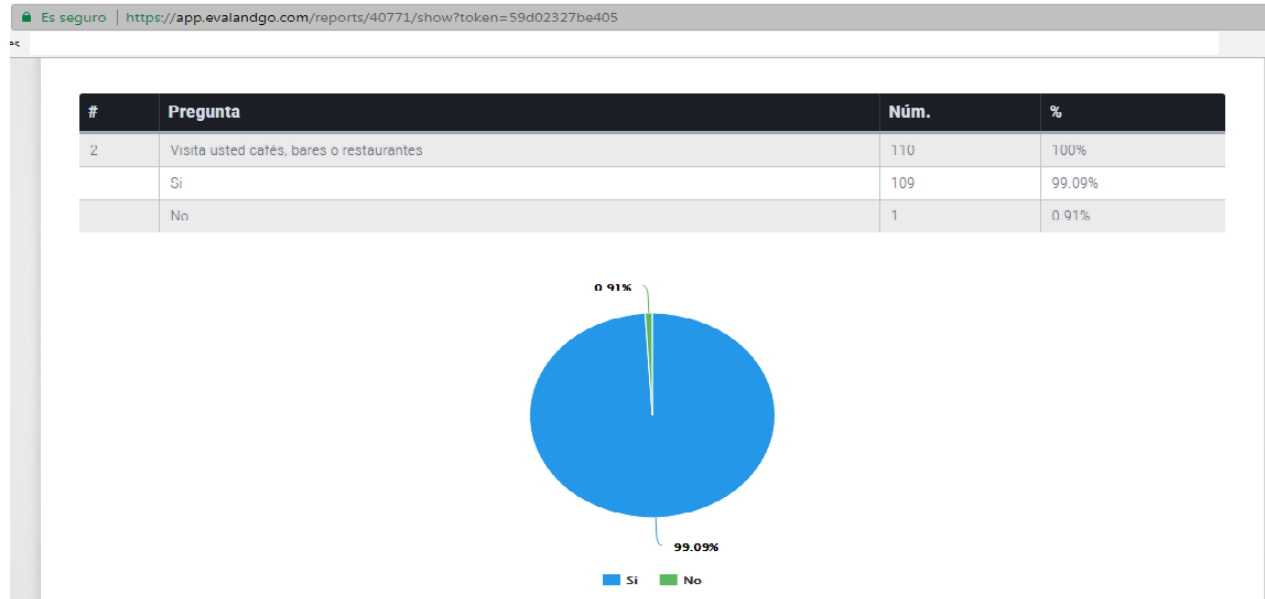 Es seguro | https://app.evalandgo.com/reports/40771/show?token=59d02327be405
es
# Pregunta Núm. %
2 Visita usted cafés, bares o restaurantes 110 100%
Si 109 99.09%
No 1 0.91%
0.91%
99.09%
Si No